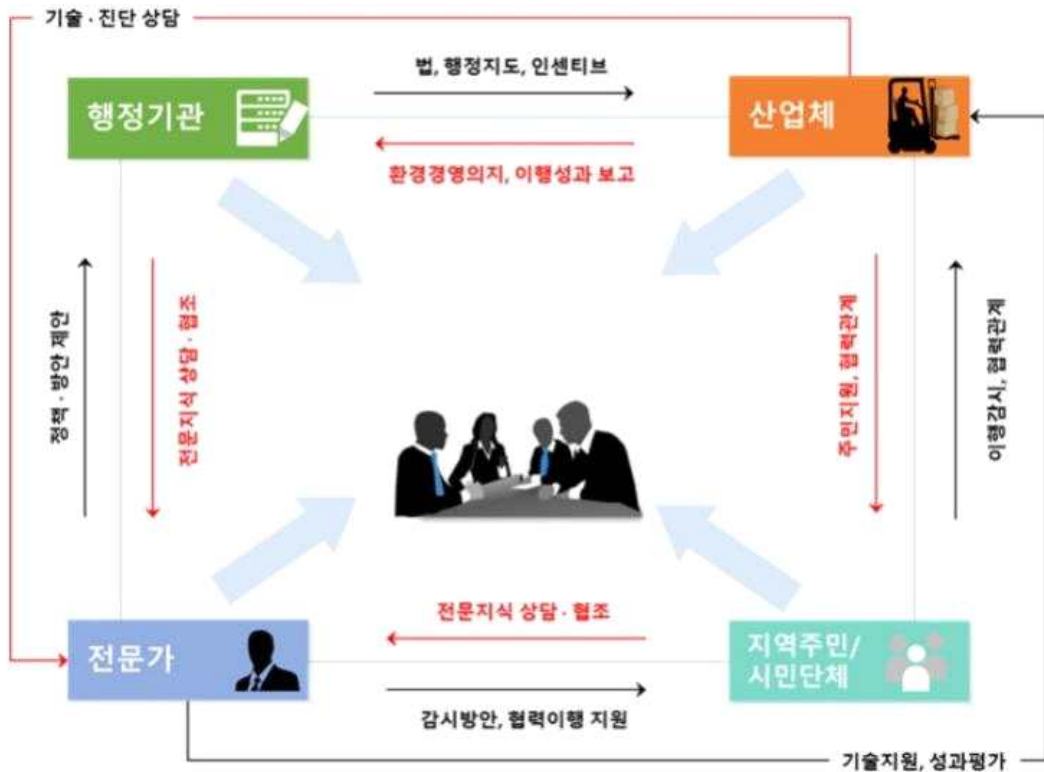 기술 · 진단 상담
법, 행정지도, 인센티브
행정기관
산업체
환경경영의지, 이행성과 보고
정책 · 방안 제안
전문지식 상담 · 협조
주민지원, 협력관계
이행감시, 협력관계
전문지식 상담 · 협조
전문가
지역주민/
시민단체
감시방안, 협력이행 지원
기술지원, 성과평가